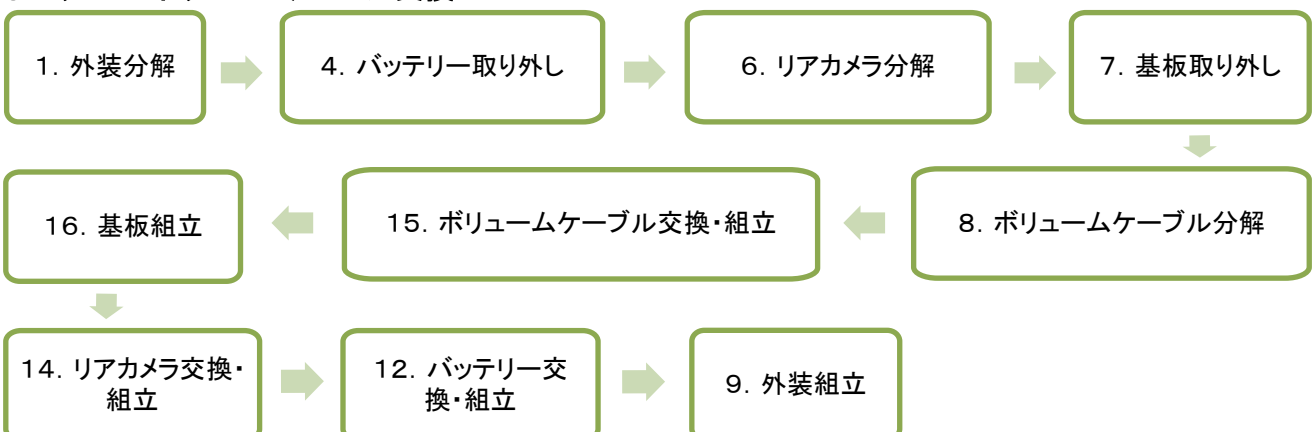 1．外装分解
4．バッテリー取り外し
6．リアカメラ分解
7．基板取り外し
16．基板組立
15．ボリュームケーブル交換・組立
8．ボリュームケーブル分解
14．リアカメラ交換・
組立
12．バッテリー交
換・組立
9．外装組立